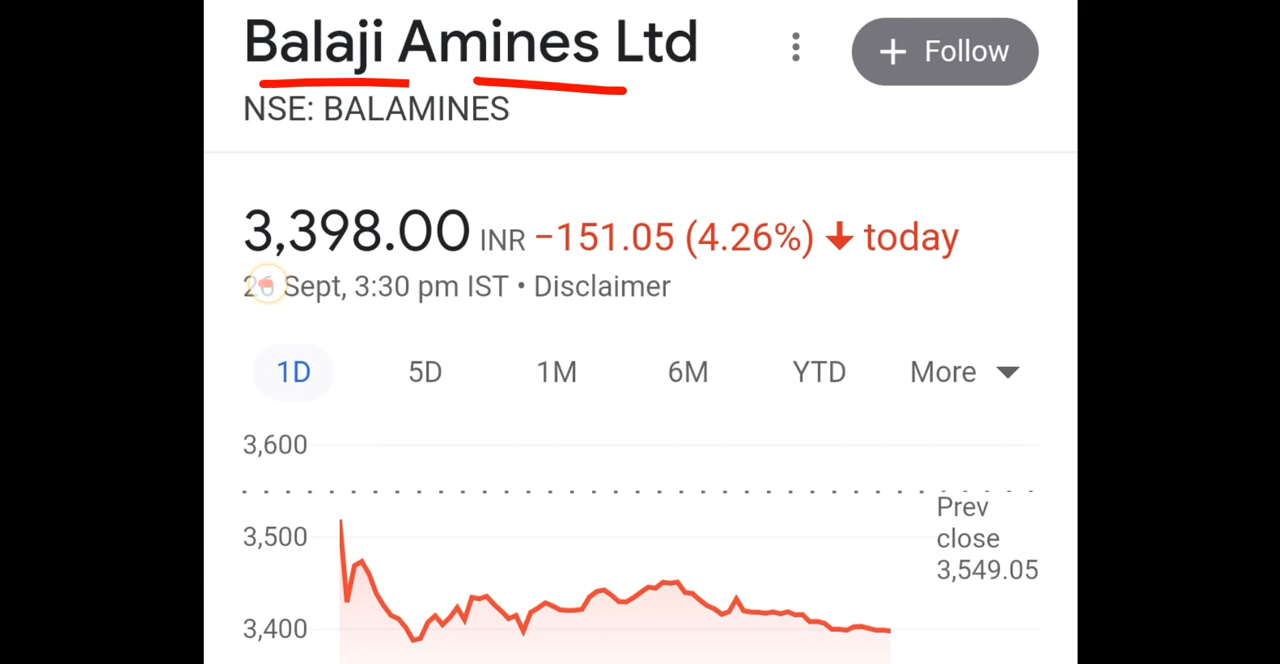 Balaji Amines Ltd
+ Follow
NSE: BALAMINES
3,398.00 INR −151.05 (4.26%) ↓ today
26 Sept, 3:30 pm IST • Disclaimer
1D 5D 1M 6M YTD More
3,600
Prev
close
3,549.05
3,500
3,400